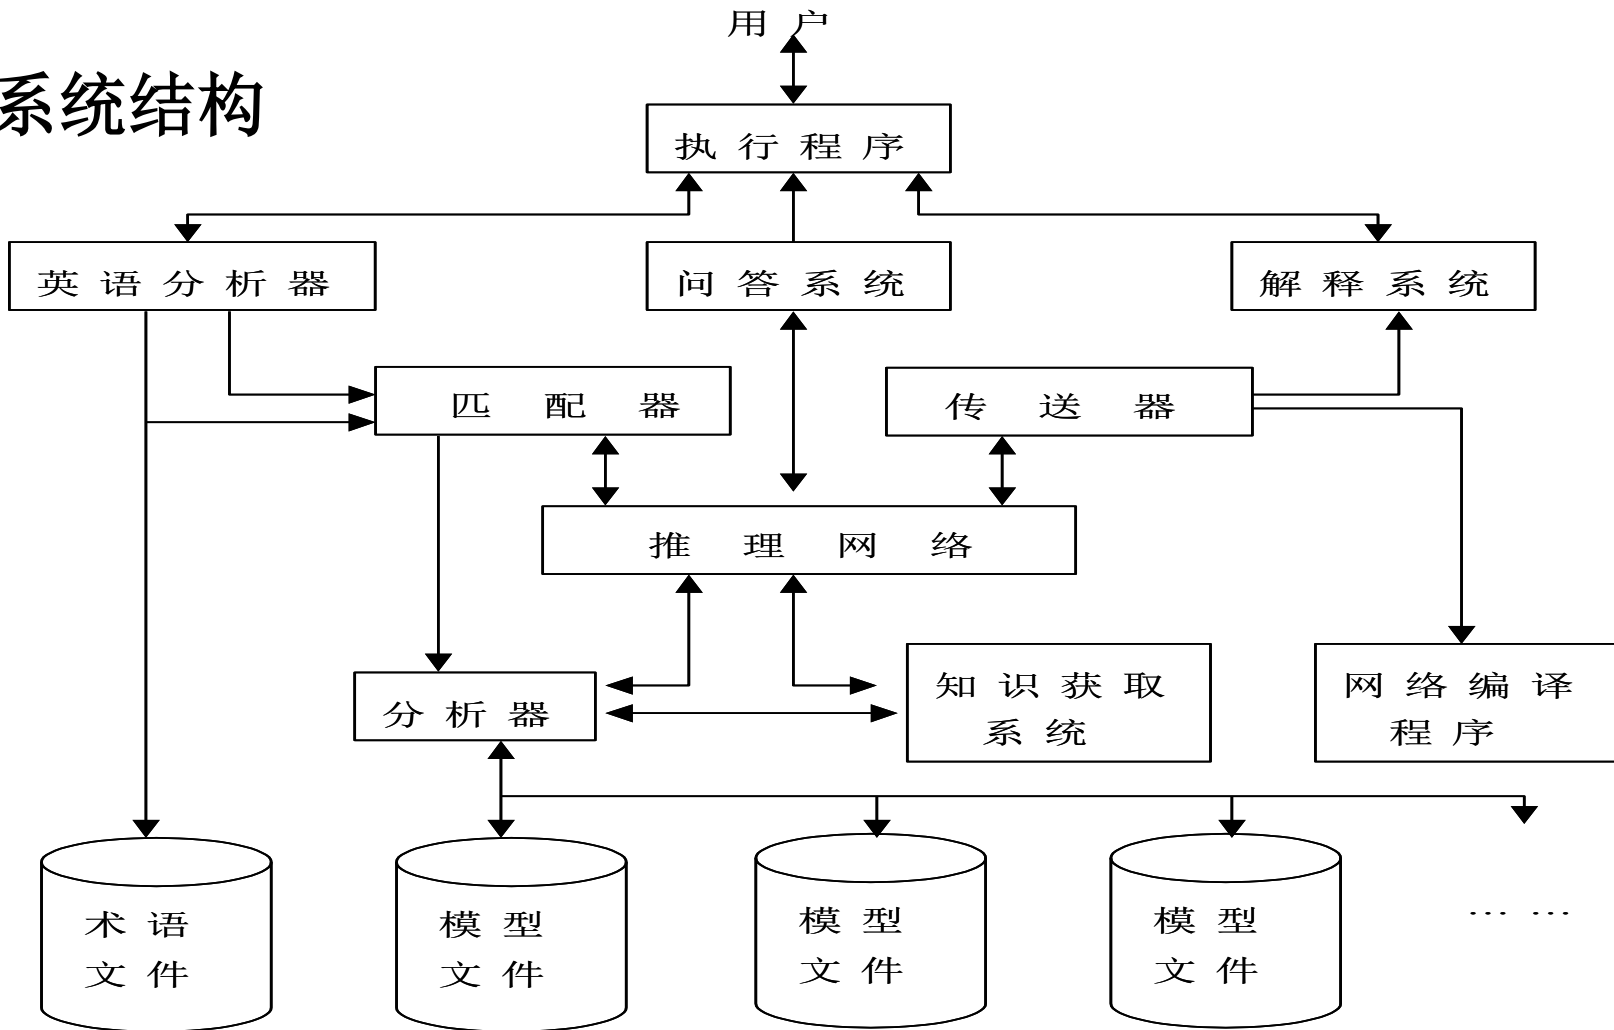 用户
系统结构
执行程序
英语分析器
问答系统
解释系统
匹配器
传送器
推理网络
分析器
知识获取
系统
网络编译
程序
术语
文件
模型
文件
模型
文件
模型
文件
…  …